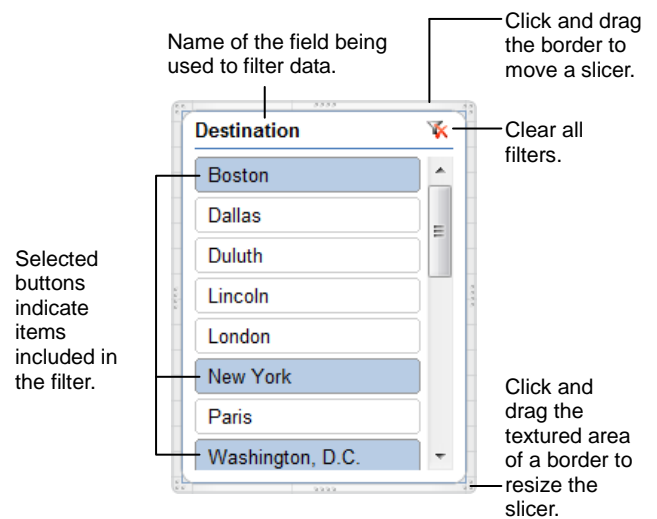 Name of the field being
used to filter data.
Click and drag
the border to
move a slicer.
Destination
Clear all
filters.
Boston
Dallas
Duluth
Lincoln
London
New York
Paris
Washington, D.C.
Selected
buttons
indicate
items
included in
the filter.
Click and
drag the
textured area
of a border to
resize the
slicer.